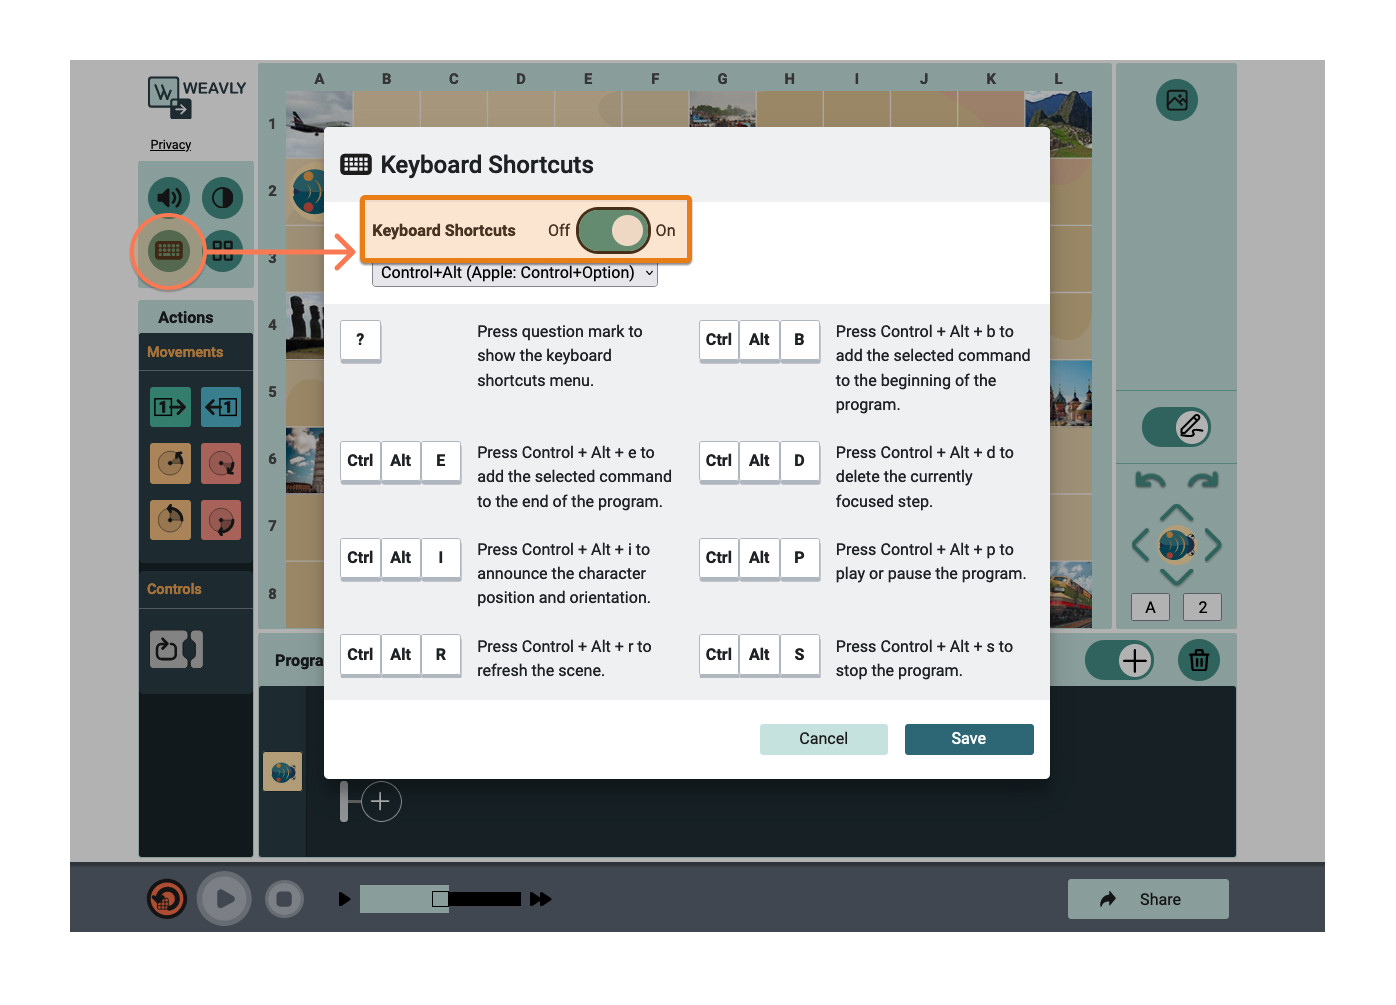 WEAVLY
Privacy
A B C D E F G H I J K L
1
2
3
4
5
6
7
8
Actions
Movements
1
1
Controls
Keyboard Shortcuts
Keyboard Shortcuts Off On
Control+Alt (Apple: Control+Option)
?
Press question mark to
show the keyboard
shortcuts menu.
Ctrl Alt B
Press Control + Alt + b to
add the selected command
to the beginning of the
program.
Ctrl Alt E
Press Control + Alt + e to
add the selected command
to the end of the program.
Ctrl Alt D
Press Control + Alt + d to
delete the currently
focused step.
Ctrl Alt I
Press Control + Alt + i to
announce the character
position and orientation.
Ctrl Alt P
Press Control + Alt + p to
play or pause the program.
Ctrl Alt R
Press Control + Alt + r to
refresh the scene.
Ctrl Alt S
Press Control + Alt + s to
stop the program.
Cancel Save
A 2
Progra
Share